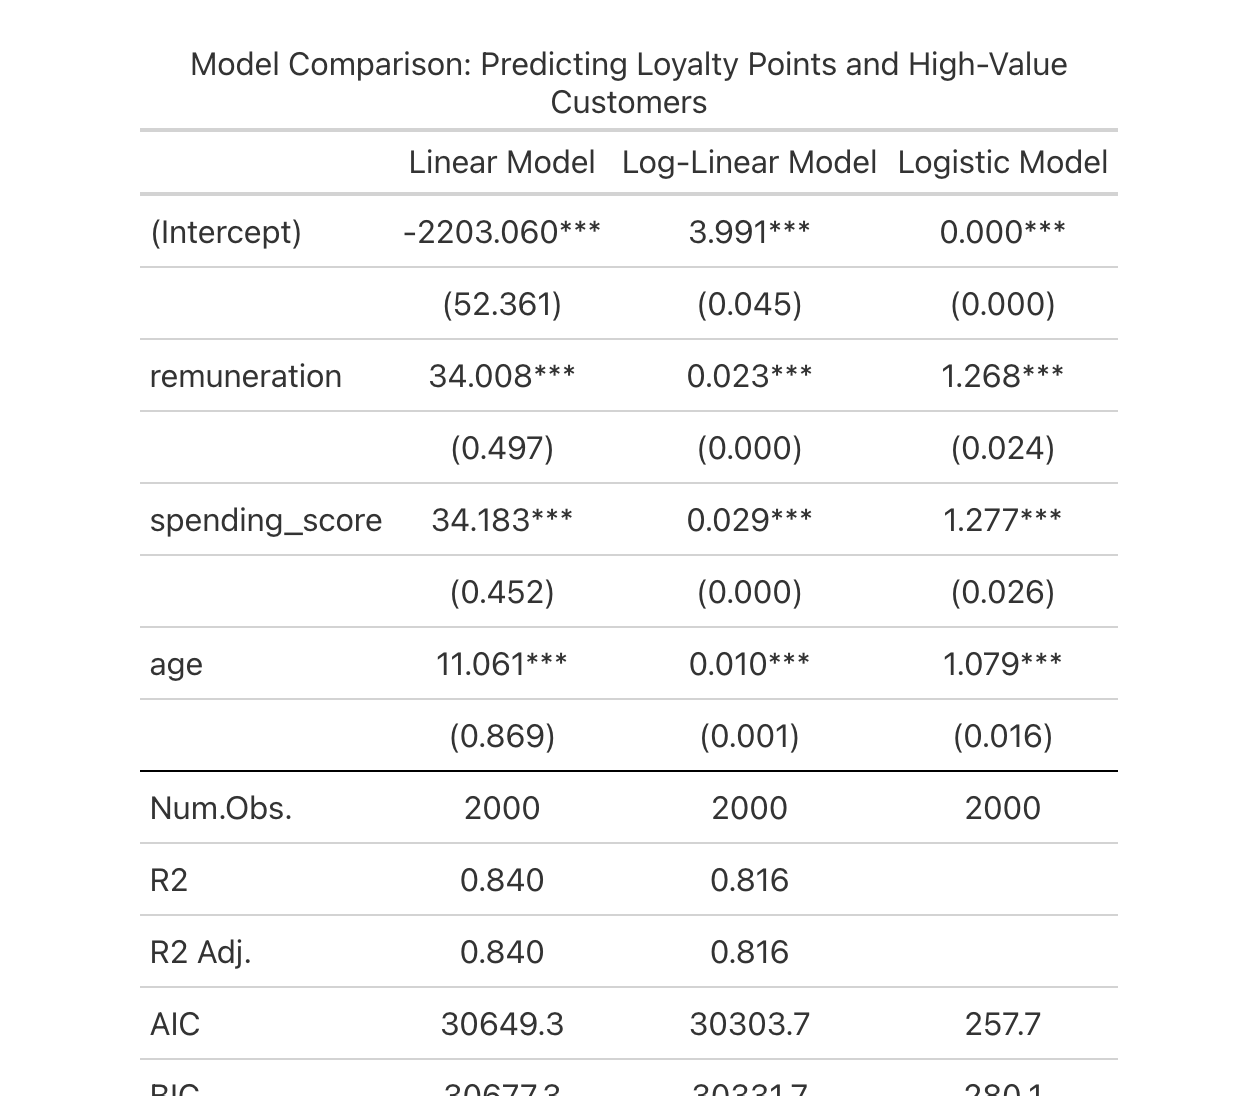 Model Comparison: Predicting Loyalty Points and High-Value
Customers
Linear Model Log-Linear Model Logistic Model
(Intercept) -2203.060*** 3.991*** 0.000***
(52.361) (0.045) (0.000)
remuneration 34.008*** 0.023*** 1.268***
(0.497) (0.000) (0.024)
spending_score 34.183*** 0.029*** 1.277***
(0.452) (0.000) (0.026)
age 11.061*** 0.010*** 1.079***
(0.869) (0.001) (0.016)
Num.Obs. 2000 2000 2000
R2 0.840 0.816
R2 Adj. 0.840 0.816
AIC 30649.3 30303.7 257.7
BIC 30677.3 30331.7 280.1